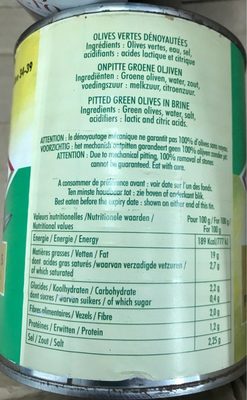 34-39
OLIVES VERTES DÉNOYAUTÉES
Ingrédients : Olives vertes, eau, sel,
acidifiants : acides lactique et citrique
ONPITTE GROENE OLIJVEN
Ingrediënten : Groene olijven, water, zout,
voedingszuur : melkzuur, citroenzuur.
PITTED GREEN OLIVES IN BRINE
Ingredients : Green olives, water, salt,
acidifiers : lactic and citric acids.
ATTENTION : le dénoyautage mécanique ne garantit pas 100% d'olives sans noyau.
VOORZICHTIG : het mechanish ontpitten garandeert geen 100% olijven zonder pit.
ATTENTION : Due to mechanical pitting, 100% removal of stones
cannot be guaranteed. Eat with care.
A consommer de préférence avant : voir date sur l'un des fonds.
Ten minste houdbaar tot : zie boven of onderkant blik.
Best eaten before the expiry date : shown on either end of this tin.
Valeurs nutritionnelles /Nutritionele waarden /
Nutritional values
Pour 100 g/
For 100 g
Energie / Energie / Energy
189 Kcal(777 kJ)
Matières grasses / Vetten / Fat
19 g
dont acides gras saturés /waarvan verzadigde vetzuren /
of which saturated
2,7 g
Glucides / Koolhydraten / Carbohydrate
2,2 g
dont sucres / warvan suikers / of which sugar
0,4 g
Fibres alimentaires / Vezels / Fibre
2,0 g
Protéines / Erwitten / Protein
1,2 g
Sel / Zout / Salt
2,25 g